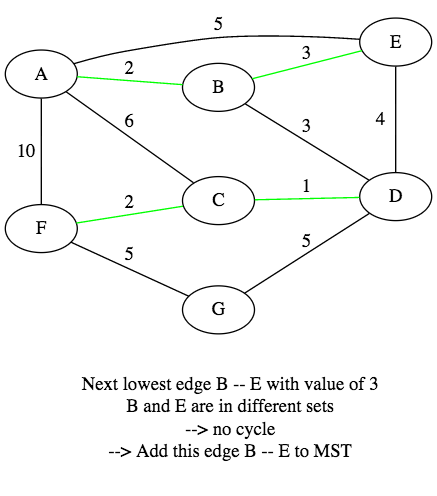 5
E
3
A
2
B
6
3
4
10
1
2
C
D
F
5
5
G
Next lowest edge B -- E with value of 3
B and E are in different sets
--> no cycle
--> Add this edge B -- E to MST